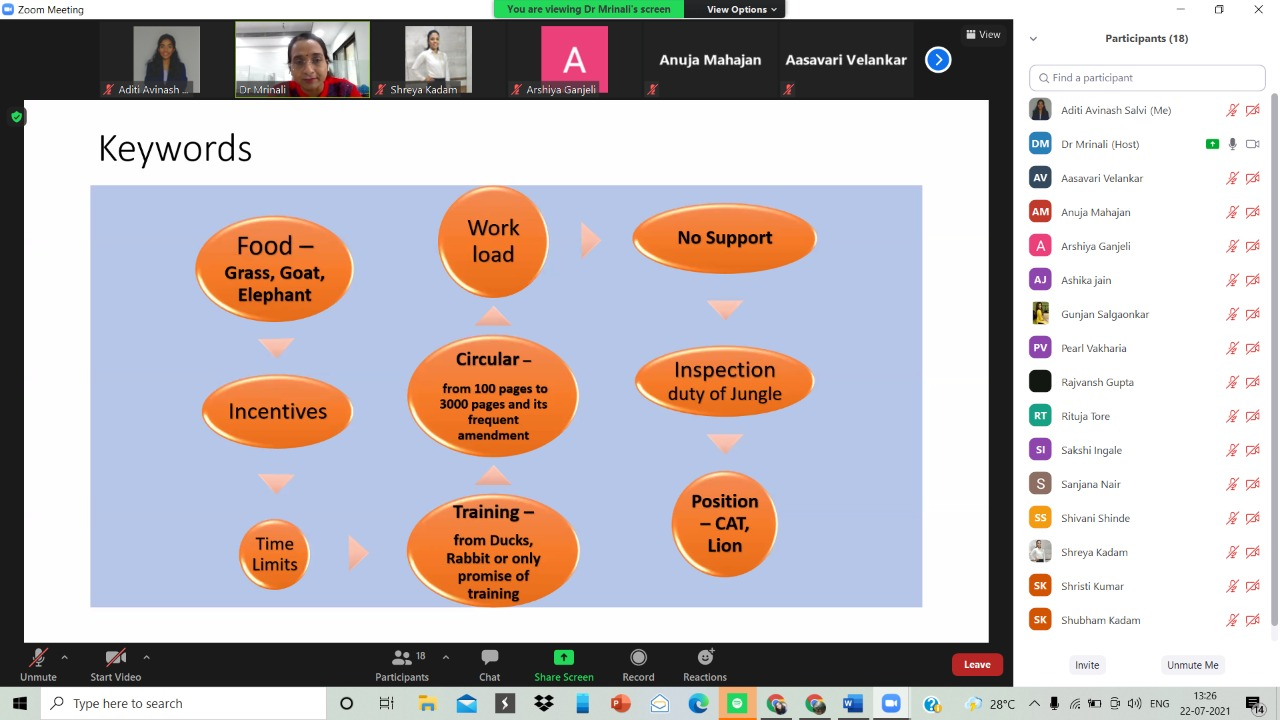 Zoom Meeting
You are viewing Dr Mrinali's screen
View Options
View
Aditi Avinash ...
Dr Mrinali
Shreya Kadam
A
Arshiya Ganjeli
Anuja Mahajan
Aasavari Velankar
Keywords
Food –
Grass, Goat,
Elephant
Incentives
Time
Limits
Training –
from Ducks,
Rabbit or only
promise of
training
Circular –
from 100 pages to
3000 pages and its
frequent
amendment
Work
load
No Support
Inspection
duty of Jungle
Position
– CAT,
Lion
Participants (18)
Find a participant
Aditi Avinash Salvi (Me)
DM Dr Mrinali (Host)
AV Aasavari Velankar
AM Anuja Mahajan
A Arshiya Ganjeli
AJ Ashika jain
Gunjan Salgaonkar
PV Pearl Vakharia
Rajvansh Gupta
RT Rituja Tore
SI Sakshi Ingale
S Sanjana Nair
SS Shivani Shinde
Shreya Kadam
SK Shristi Kumar
SK Shubham Kadam
Invite
Unmute Me
Unmute
Start Video
18
Participants
Chat
Share Screen
Record
Reactions
Leave
Type here to search
28°C
ENG
13:26
22-07-2021
14